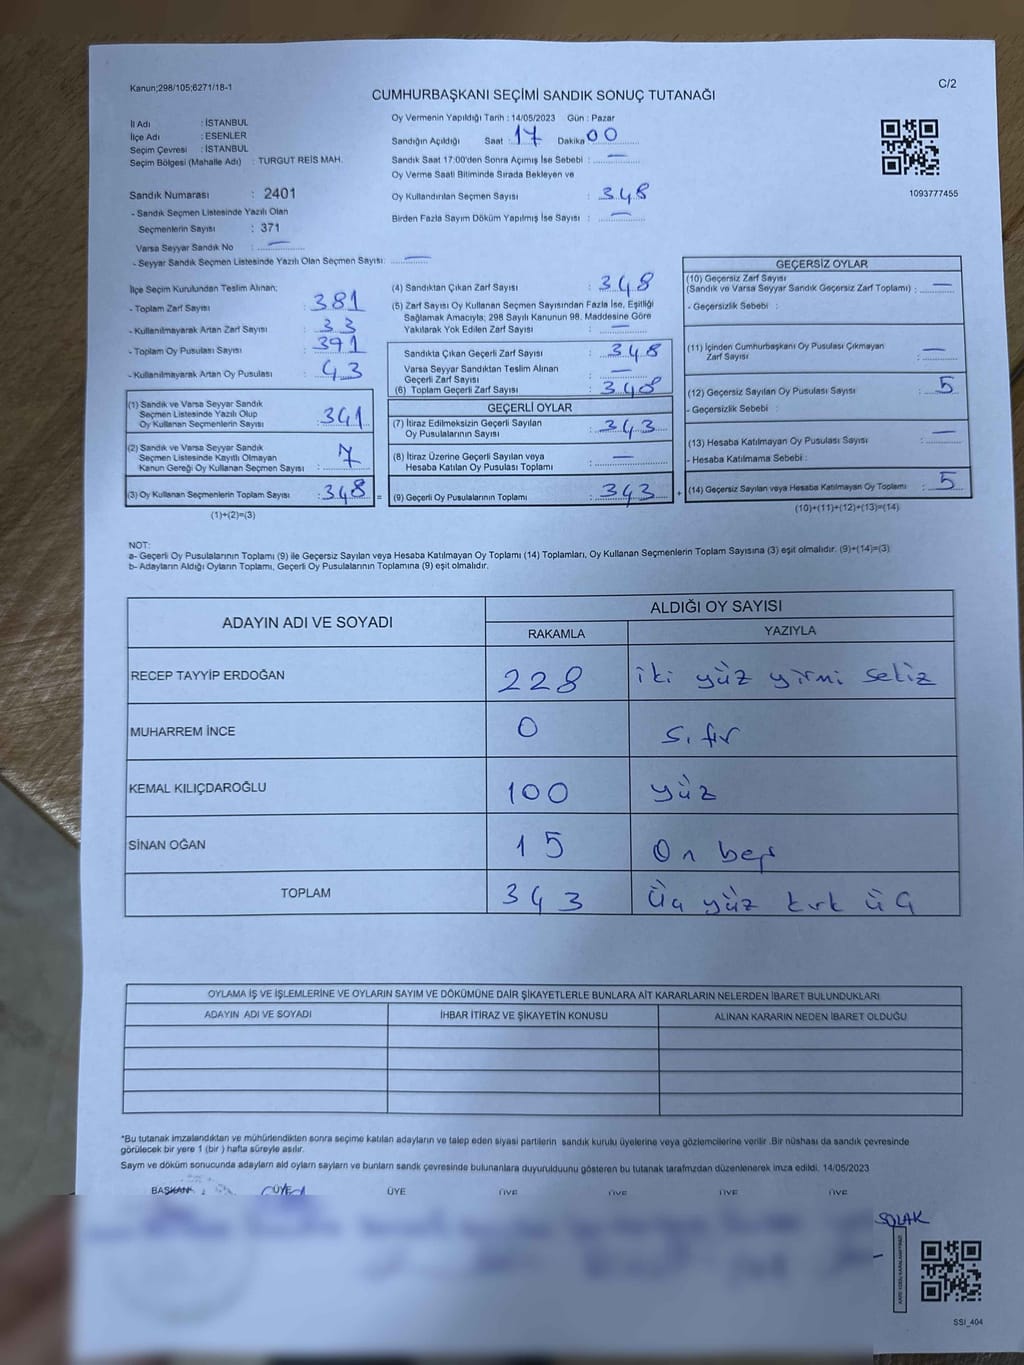 Kanun;298/105;6271/18-1
C/2
CUMHURBAŞKANI SEÇİMİ SANDIK SONUÇ TUTANAĞI
İl Adı : İSTANBUL
İlçe Adı : ESENLER
Seçim Çevresi : İSTANBUL
Seçim Bölgesi (Mahalle Adı) : TURGUT REİS MAH.
Sandık Numarası : 2401
- Sandık Seçmen Listesinde Yazılı Olan
Seçmenlerin Sayısı : 371
Varsa Seyyar Sandık No : —
- Seyyar Sandık Seçmen Listesinde Yazılı Olan Seçmen Sayısı: —
Oy Vermenin Yapıldığı Tarih : 14/05/2023 Gün : Pazar
Sandığın Açıldığı Saat : 17 Dakika 00
Sandık Saat 17:00'den Sonra Açımış İse Sebebi : —
Oy Verme Saati Bitiminde Sırada Bekleyen ve
Oy Kullandırılan Seçmen Sayısı : 348
Birden Fazla Sayım Döküm Yapılmış İse Sayısı : —
1093777455
İlçe Seçim Kurulundan Teslim Alınan;
- Toplam Zarf Sayısı : 381
- Kullanılmayarak Artan Zarf Sayısı : 33
- Toplam Oy Pusulası Sayısı : 391
- Kullanılmayarak Artan Oy Pusulası : 43
(1) Sandık ve Varsa Seyyar Sandık
Seçmen Listesinde Yazılı Olup
Oy Kullanan Seçmenlerin Sayısı : 341
(2) Sandık ve Varsa Seyyar Sandık
Seçmen Listesinde Kayıtlı Olmayan
Kanun Gereği Oy Kullanan Seçmen Sayısı : 7
(3) Oy Kullanan Seçmenlerin Toplam Sayısı : 348 =
(1)+(2)=(3)
(4) Sandıktan Çıkan Zarf Sayısı : 348
(5) Zarf Sayısı Oy Kullanan Seçmen Sayısından Fazla İse, Eşitliği
Sağlamak Amacıyla; 298 Sayılı Kanunun 98. Maddesine Göre
Yakılarak Yok Edilen Zarf Sayısı : —
Sandıkta Çıkan Geçerli Zarf Sayısı : 348
Varsa Seyyar Sandıktan Teslim Alınan
Geçerli Zarf Sayısı : —
(6) Toplam Geçerli Zarf Sayısı : 348
GEÇERLİ OYLAR
(7) İtiraz Edilmeksizin Geçerli Sayılan
Oy Pusulalarının Sayısı : 343
(8) İtiraz Üzerine Geçerli Sayılan veya
Hesaba Katılan Oy Pusulası Toplamı : —
(9) Geçerli Oy Pusulalarının Toplamı : 343 +
GEÇERSİZ OYLAR
(10) Geçersiz Zarf Sayısı
(Sandık ve Varsa Seyyar Sandık Geçersiz Zarf Toplamı) : —
- Geçersizlik Sebebi :
(11) İçinden Cumhurbaşkanı Oy Pusulası Çıkmayan
Zarf Sayısı : —
(12) Geçersiz Sayılan Oy Pusulası Sayısı : 5
- Geçersizlik Sebebi :
(13) Hesaba Katılmayan Oy Pusulası Sayısı : —
- Hesaba Katılmama Sebebi :
(14) Geçersiz Sayılan veya Hesaba Katılmayan Oy Toplamı : 5
(10)+(11)+(12)+(13)=(14)
NOT:
a- Geçerli Oy Pusulalarının Toplamı (9) ile Geçersiz Sayılan veya Hesaba Katılmayan Oy Toplamı (14) Toplamları, Oy Kullanan Seçmenlerin Toplam Sayısına (3) eşit olmalıdır. (9)+(14)=(3)
b- Adayların Aldığı Oyların Toplamı, Geçerli Oy Pusulalarının Toplamına (9) eşit olmalıdır.
ADAYIN ADI VE SOYADI
ALDIĞI OY SAYISI
RAKAMLA YAZIYLA
RECEP TAYYİP ERDOĞAN 228 iki yüz yirmi sekiz
MUHARREM İNCE 0 sıfır
KEMAL KILIÇDAROĞLU 100 yüz
SİNAN OĞAN 15 On beş
TOPLAM 343 Üç yüz kırk üç
OYLAMA İŞ VE İŞLEMLERİNE VE OYLARIN SAYIM VE DÖKÜMÜNE DAİR ŞİKAYETLERLE BUNLARA AİT KARARLARIN NELERDEN İBARET BULUNDUKLARI
ADAYIN ADI VE SOYADI İHBAR İTİRAZ VE ŞİKAYETİN KONUSU ALINAN KARARIN NEDEN İBARET OLDUĞU
*Bu tutanak imzalandıktan ve mühürlendikten sonra seçime katılan adayların ve talep eden siyasi partilerin sandık kurulu üyelerine veya gözlemcilerine verilir .Bir nüshası da sandık çevresinde
görülecek bir yere 1 (bir ) hafta süreyle asılır.
Sayım ve döküm sonucunda adayların ald oyların sayları ve bunların sandk çevresinde bulunanlara duyurulduunu gösteren bu tutanak tarafımzdan düzenlenerek imza edildi. 14/05/2023
BAŞKAN ÜYE ÜYE ÜYE ÜYE ÜYE ÜYE
SOLAK
SSI_404